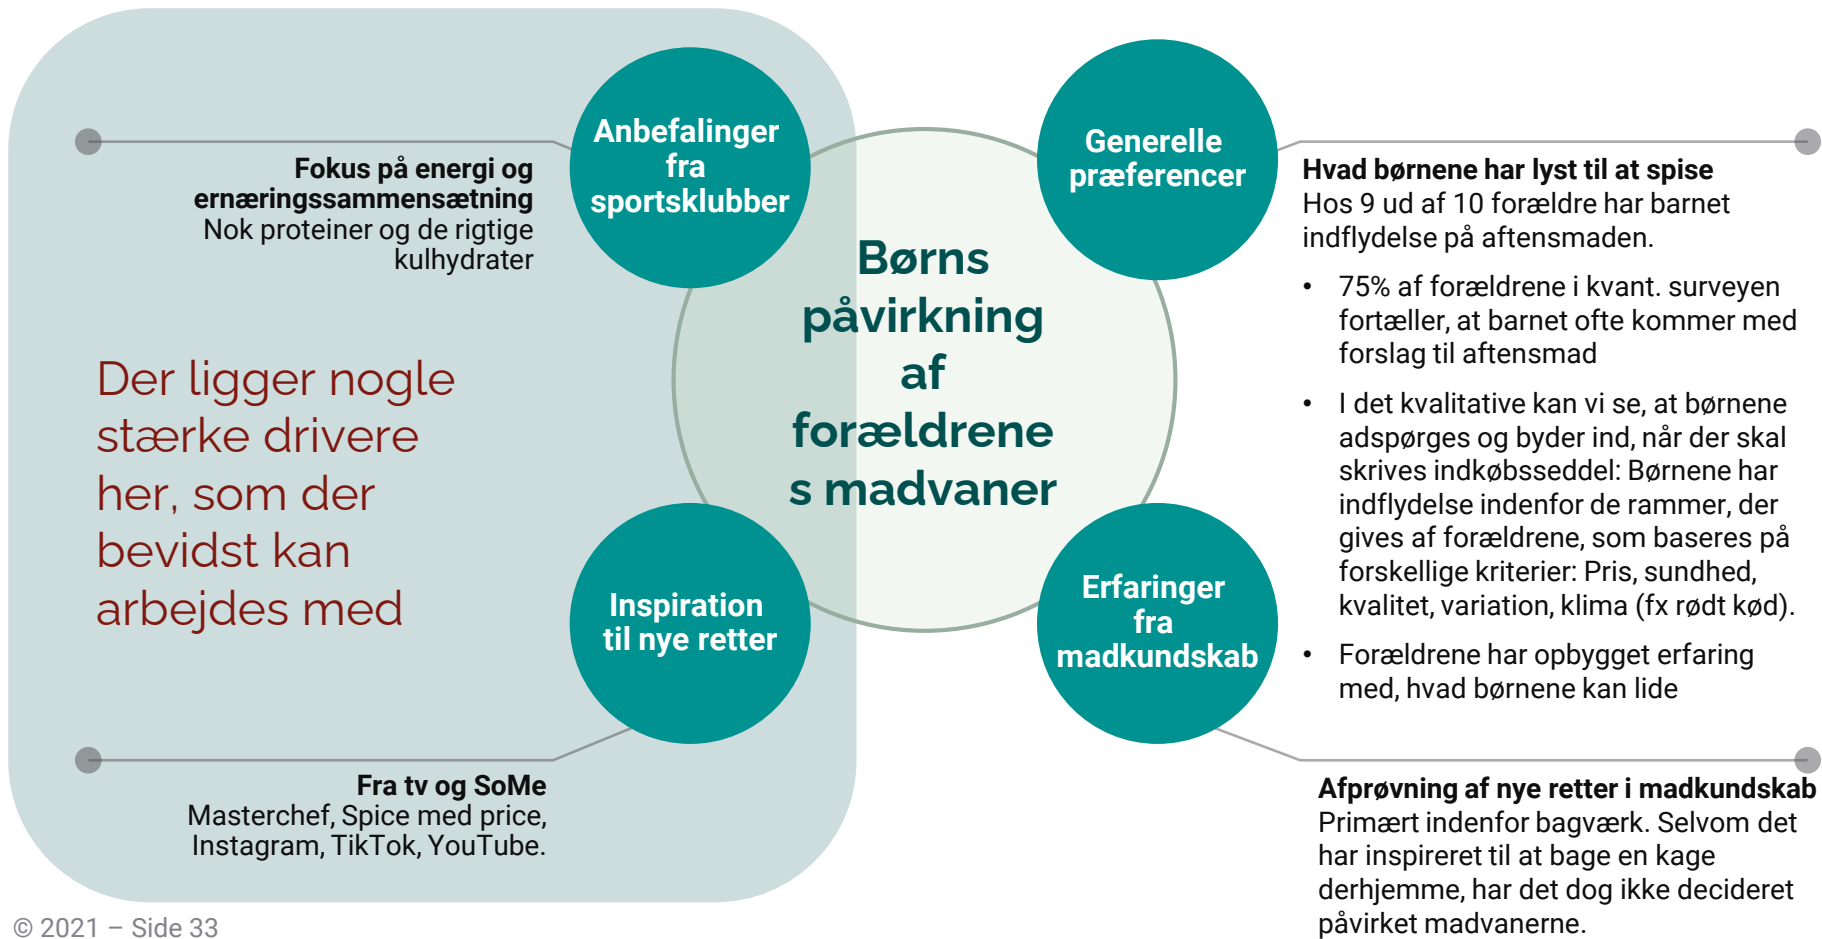 Anbefalinger
fra
sportsklubber
Fokus på energi og
ernæringssammensætning
Nok proteiner og de rigtige
kulhydrater
Der ligger nogle
stærke drivere
her, som der
bevidst kan
arbejdes med
Inspiration
til nye retter
Fra tv og SoMe
Masterchef, Spice med price,
Instagram, TikTok, YouTube.
Børns
påvirkning
af
forældrene
s madvaner
Generelle
præferencer
Hvad børnene har lyst til at spise
Hos 9 ud af 10 forældre har barnet
indflydelse på aftensmaden.
• 75% af forældrene i kvant. surveyen
fortæller, at barnet ofte kommer med
forslag til aftensmad
• I det kvalitative kan vi se, at børnene
adspørges og byder ind, når der skal
skrives indkøbsseddel: Børnene har
indflydelse indenfor de rammer, der
gives af forældrene, som baseres på
forskellige kriterier: Pris, sundhed,
kvalitet, variation, klima (fx rødt kød).
• Forældrene har opbygget erfaring
med, hvad børnene kan lide
Erfaringer
fra
madkundskab
Afprøvning af nye retter i madkundskab
Primært indenfor bagværk. Selvom det
har inspireret til at bage en kage
derhjemme, har det dog ikke decideret
påvirket madvanerne.
© 2021 – Side 33